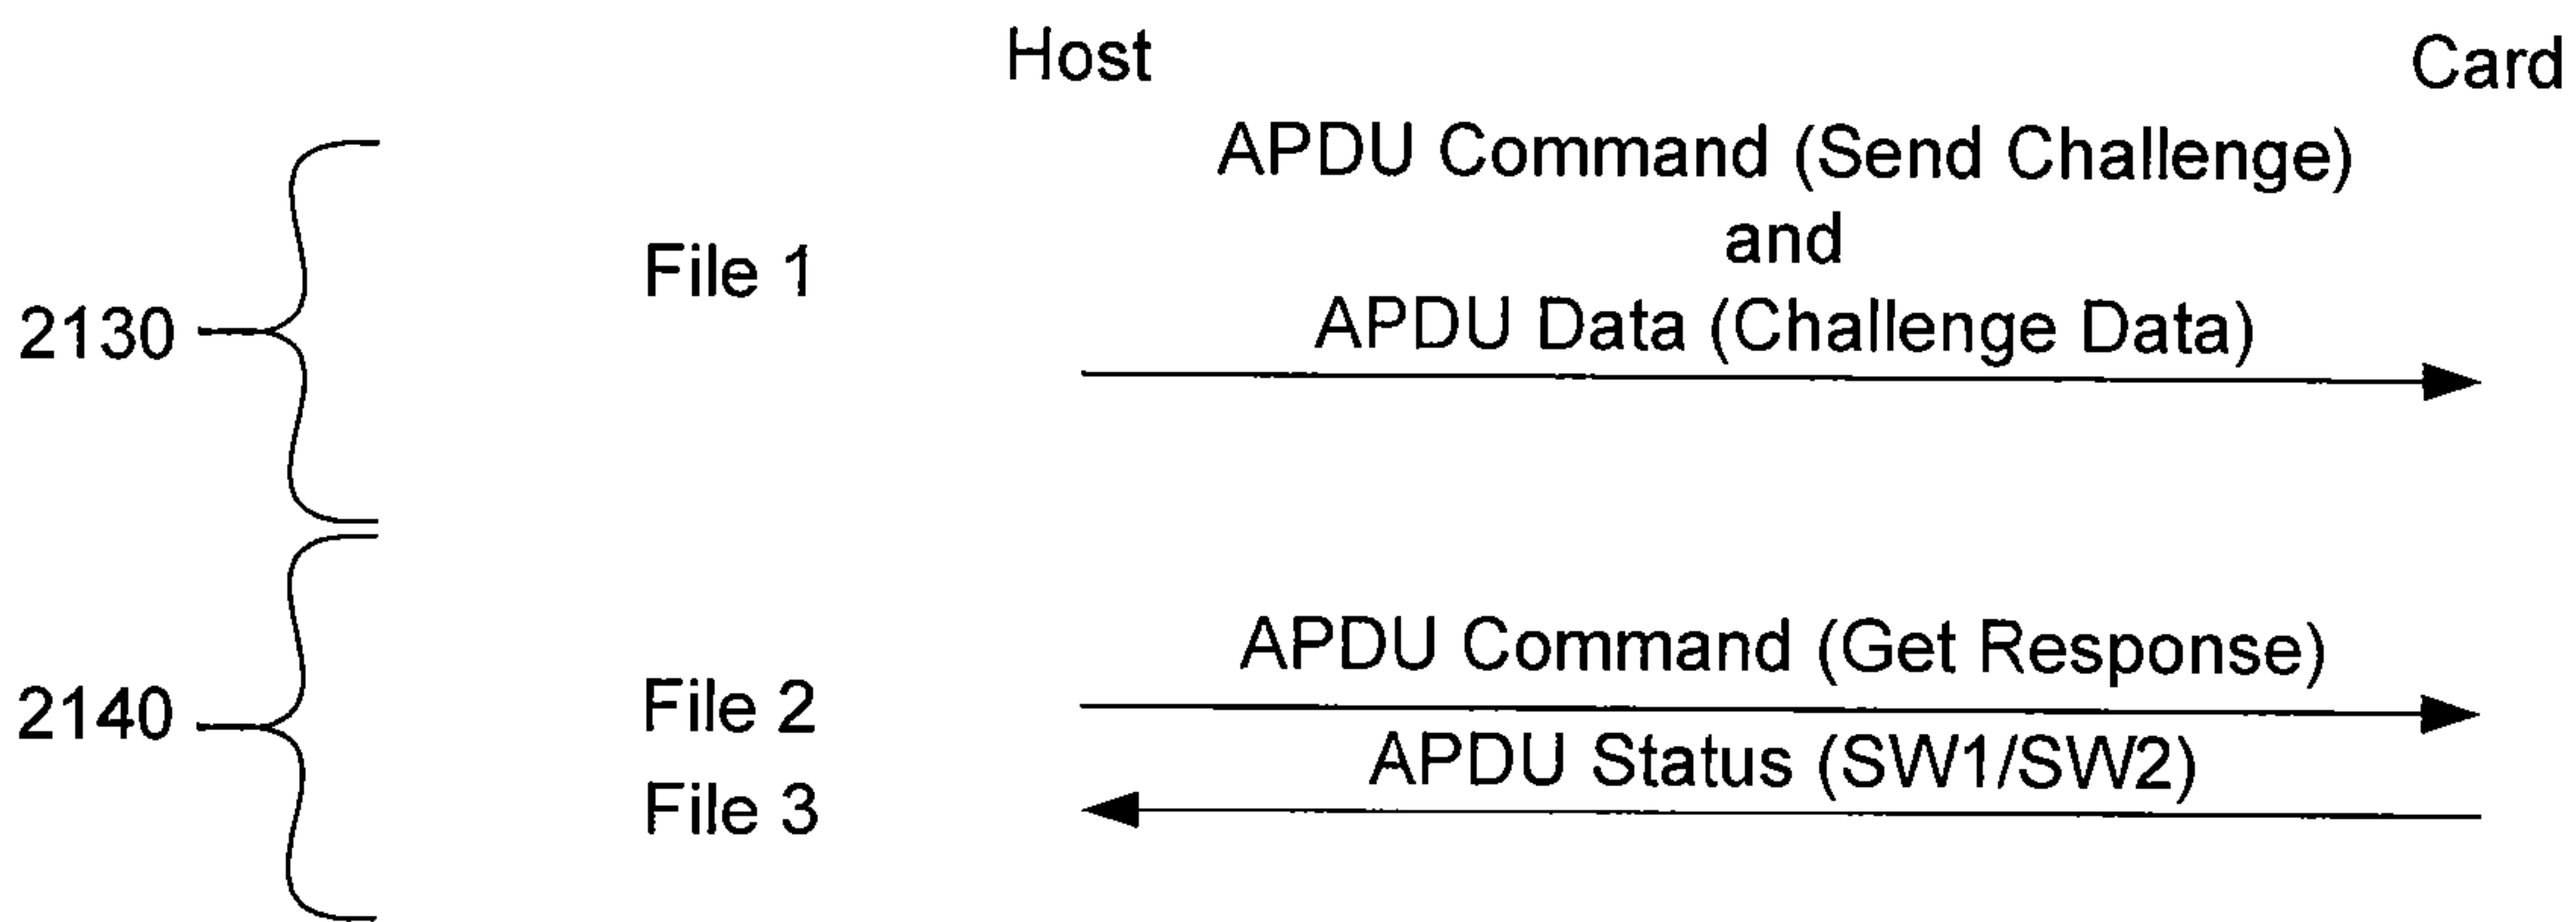 Host
Card
APDU Command (Send Challenge)
and
APDU Data (Challenge Data)
File 1
2130
APDU Command (Get Response)
File 2
2140
APDU Status (SW1/SW2)
File 3